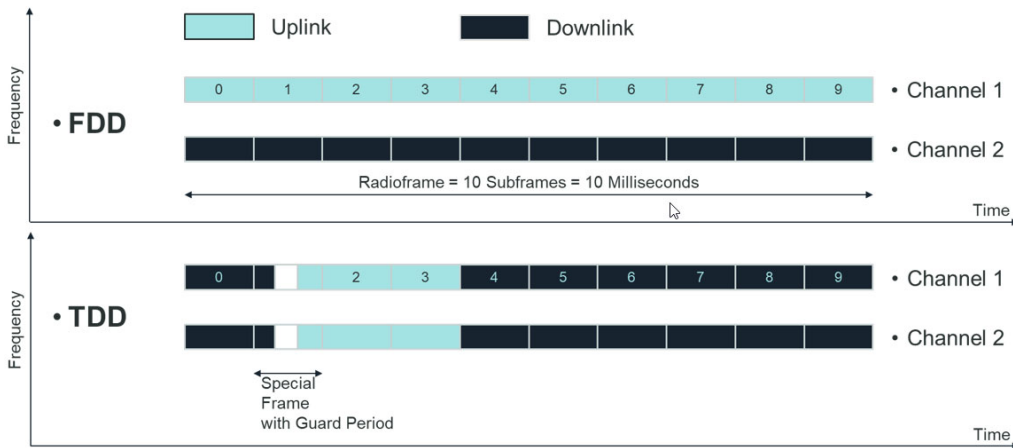 Uplink
Downlink
Frequency
• FDD
0 1 2 3 4 5 6 7 8 9
• Channel 1
• Channel 2
Radioframe = 10 Subframes = 10 Milliseconds
Time
Frequency
• TDD
0 2 3 4 5 6 7 8 9
• Channel 1
• Channel 2
Special
Frame
with Guard Period
Time